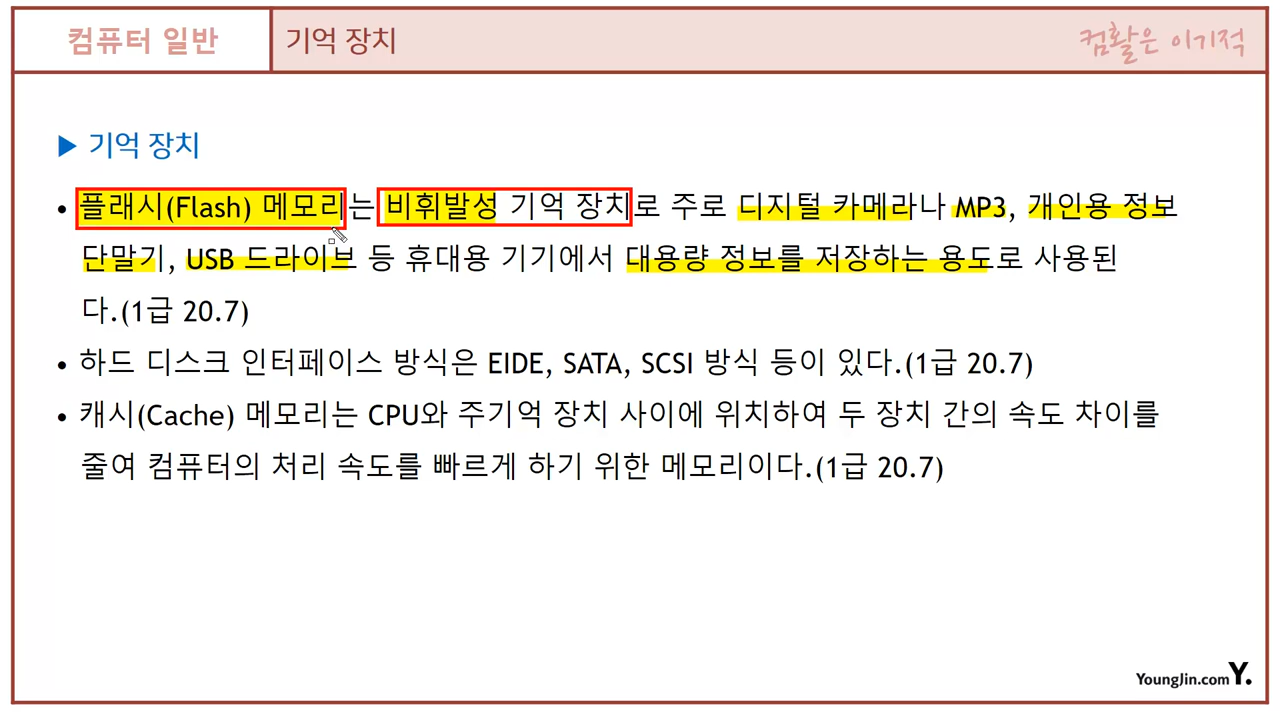 컴퓨터 일반
기억 장치
컴활은 이기적
▶ 기억 장치
• 플래시(Flash) 메모리는 비휘발성 기억 장치로 주로 디지털 카메라나 MP3, 개인용 정보
단말기, USB 드라이브 등 휴대용 기기에서 대용량 정보를 저장하는 용도로 사용된
다.(1급 20.7)
• 하드 디스크 인터페이스 방식은 EIDE, SATA, SCSI 방식 등이 있다.(1급 20.7)
• 캐시(Cache) 메모리는 CPU와 주기억 장치 사이에 위치하여 두 장치 간의 속도 차이를
줄여 컴퓨터의 처리 속도를 빠르게 하기 위한 메모리이다.(1급 20.7)
YoungJin.com Y.